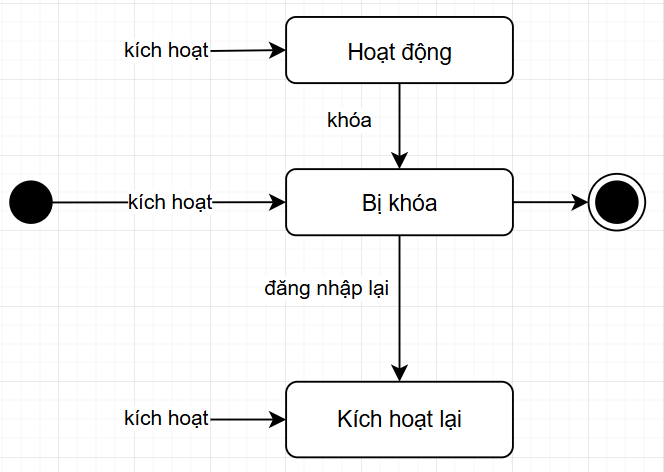 kích hoạt
Hoạt động
khóa
kích hoạt
Bị khóa
đăng nhập lại
kích hoạt
Kích hoạt lại